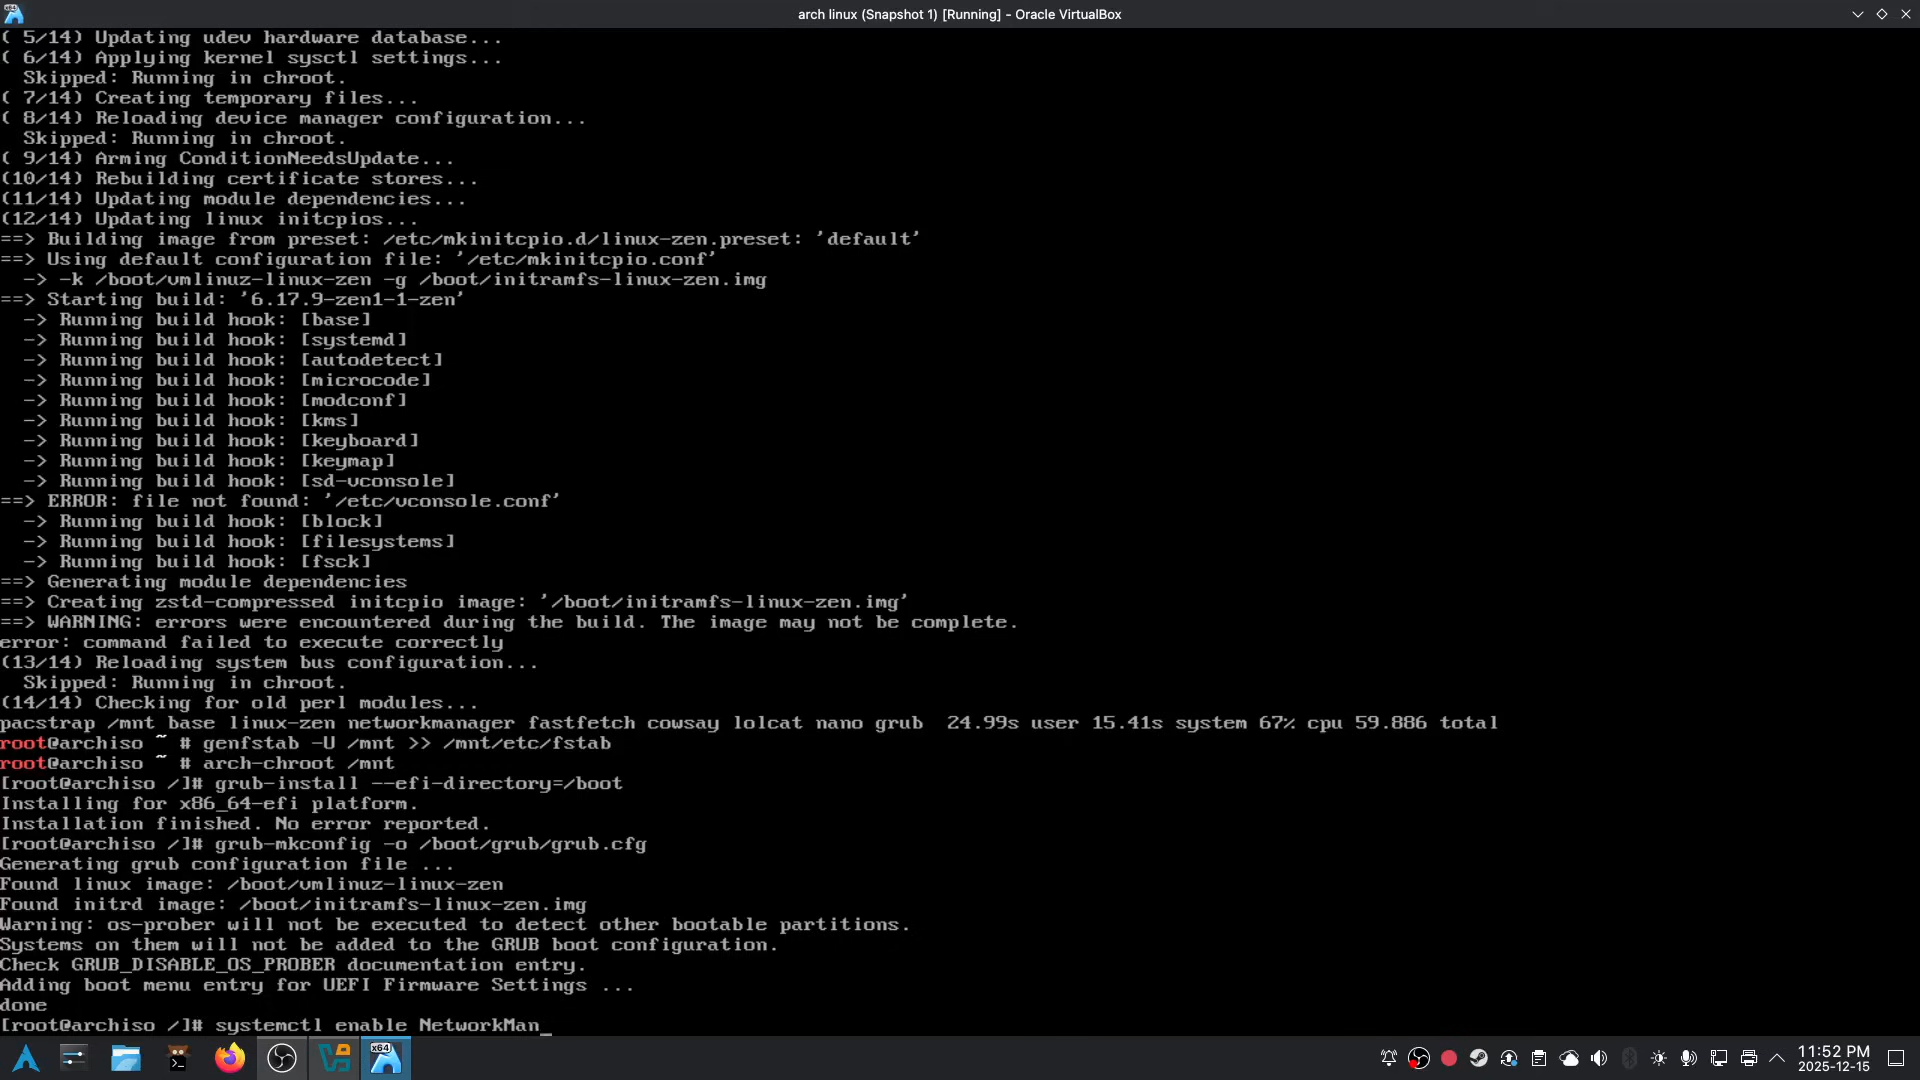 arch linux (Snapshot 1) [Running] - Oracle VirtualBox
( 5/14) Updating udev hardware database...
( 6/14) Applying kernel sysctl settings...
  Skipped: Running in chroot.
( 7/14) Creating temporary files...
( 8/14) Reloading device manager configuration...
  Skipped: Running in chroot.
( 9/14) Arming ConditionNeedsUpdate...
(10/14) Rebuilding certificate stores...
(11/14) Updating module dependencies...
(12/14) Updating linux initcpios...
==> Building image from preset: /etc/mkinitcpio.d/linux-zen.preset: 'default'
==> Using default configuration file: '/etc/mkinitcpio.conf'
  -> -k /boot/vmlinuz-linux-zen -g /boot/initramfs-linux-zen.img
==> Starting build: '6.17.9-zen1-1-zen'
  -> Running build hook: [base]
  -> Running build hook: [systemd]
  -> Running build hook: [autodetect]
  -> Running build hook: [microcode]
  -> Running build hook: [modconf]
  -> Running build hook: [kms]
  -> Running build hook: [keyboard]
  -> Running build hook: [keymap]
  -> Running build hook: [sd-vconsole]
==> ERROR: file not found: '/etc/vconsole.conf'
  -> Running build hook: [block]
  -> Running build hook: [filesystems]
  -> Running build hook: [fsck]
==> Generating module dependencies
==> Creating zstd-compressed initcpio image: '/boot/initramfs-linux-zen.img'
==> WARNING: errors were encountered during the build. The image may not be complete.
error: command failed to execute correctly
(13/14) Reloading system bus configuration...
  Skipped: Running in chroot.
(14/14) Checking for old perl modules...
pacstrap /mnt base linux-zen networkmanager fastfetch cowsay lolcat nano grub  24.99s user 15.41s system 67% cpu 59.886 total
root@archiso ~ # genfstab -U /mnt >> /mnt/etc/fstab
root@archiso ~ # arch-chroot /mnt
[root@archiso /]# grub-install --efi-directory=/boot
Installing for x86_64-efi platform.
Installation finished. No error reported.
[root@archiso /]# grub-mkconfig -o /boot/grub/grub.cfg
Generating grub configuration file ...
Found linux image: /boot/vmlinuz-linux-zen
Found initrd image: /boot/initramfs-linux-zen.img
Warning: os-prober will not be executed to detect other bootable partitions.
Systems on them will not be added to the GRUB boot configuration.
Check GRUB_DISABLE_OS_PROBER documentation entry.
Adding boot menu entry for UEFI Firmware Settings ...
done
[root@archiso /]# systemctl enable NetworkMan_
x64
11:52 PM
2025-12-15